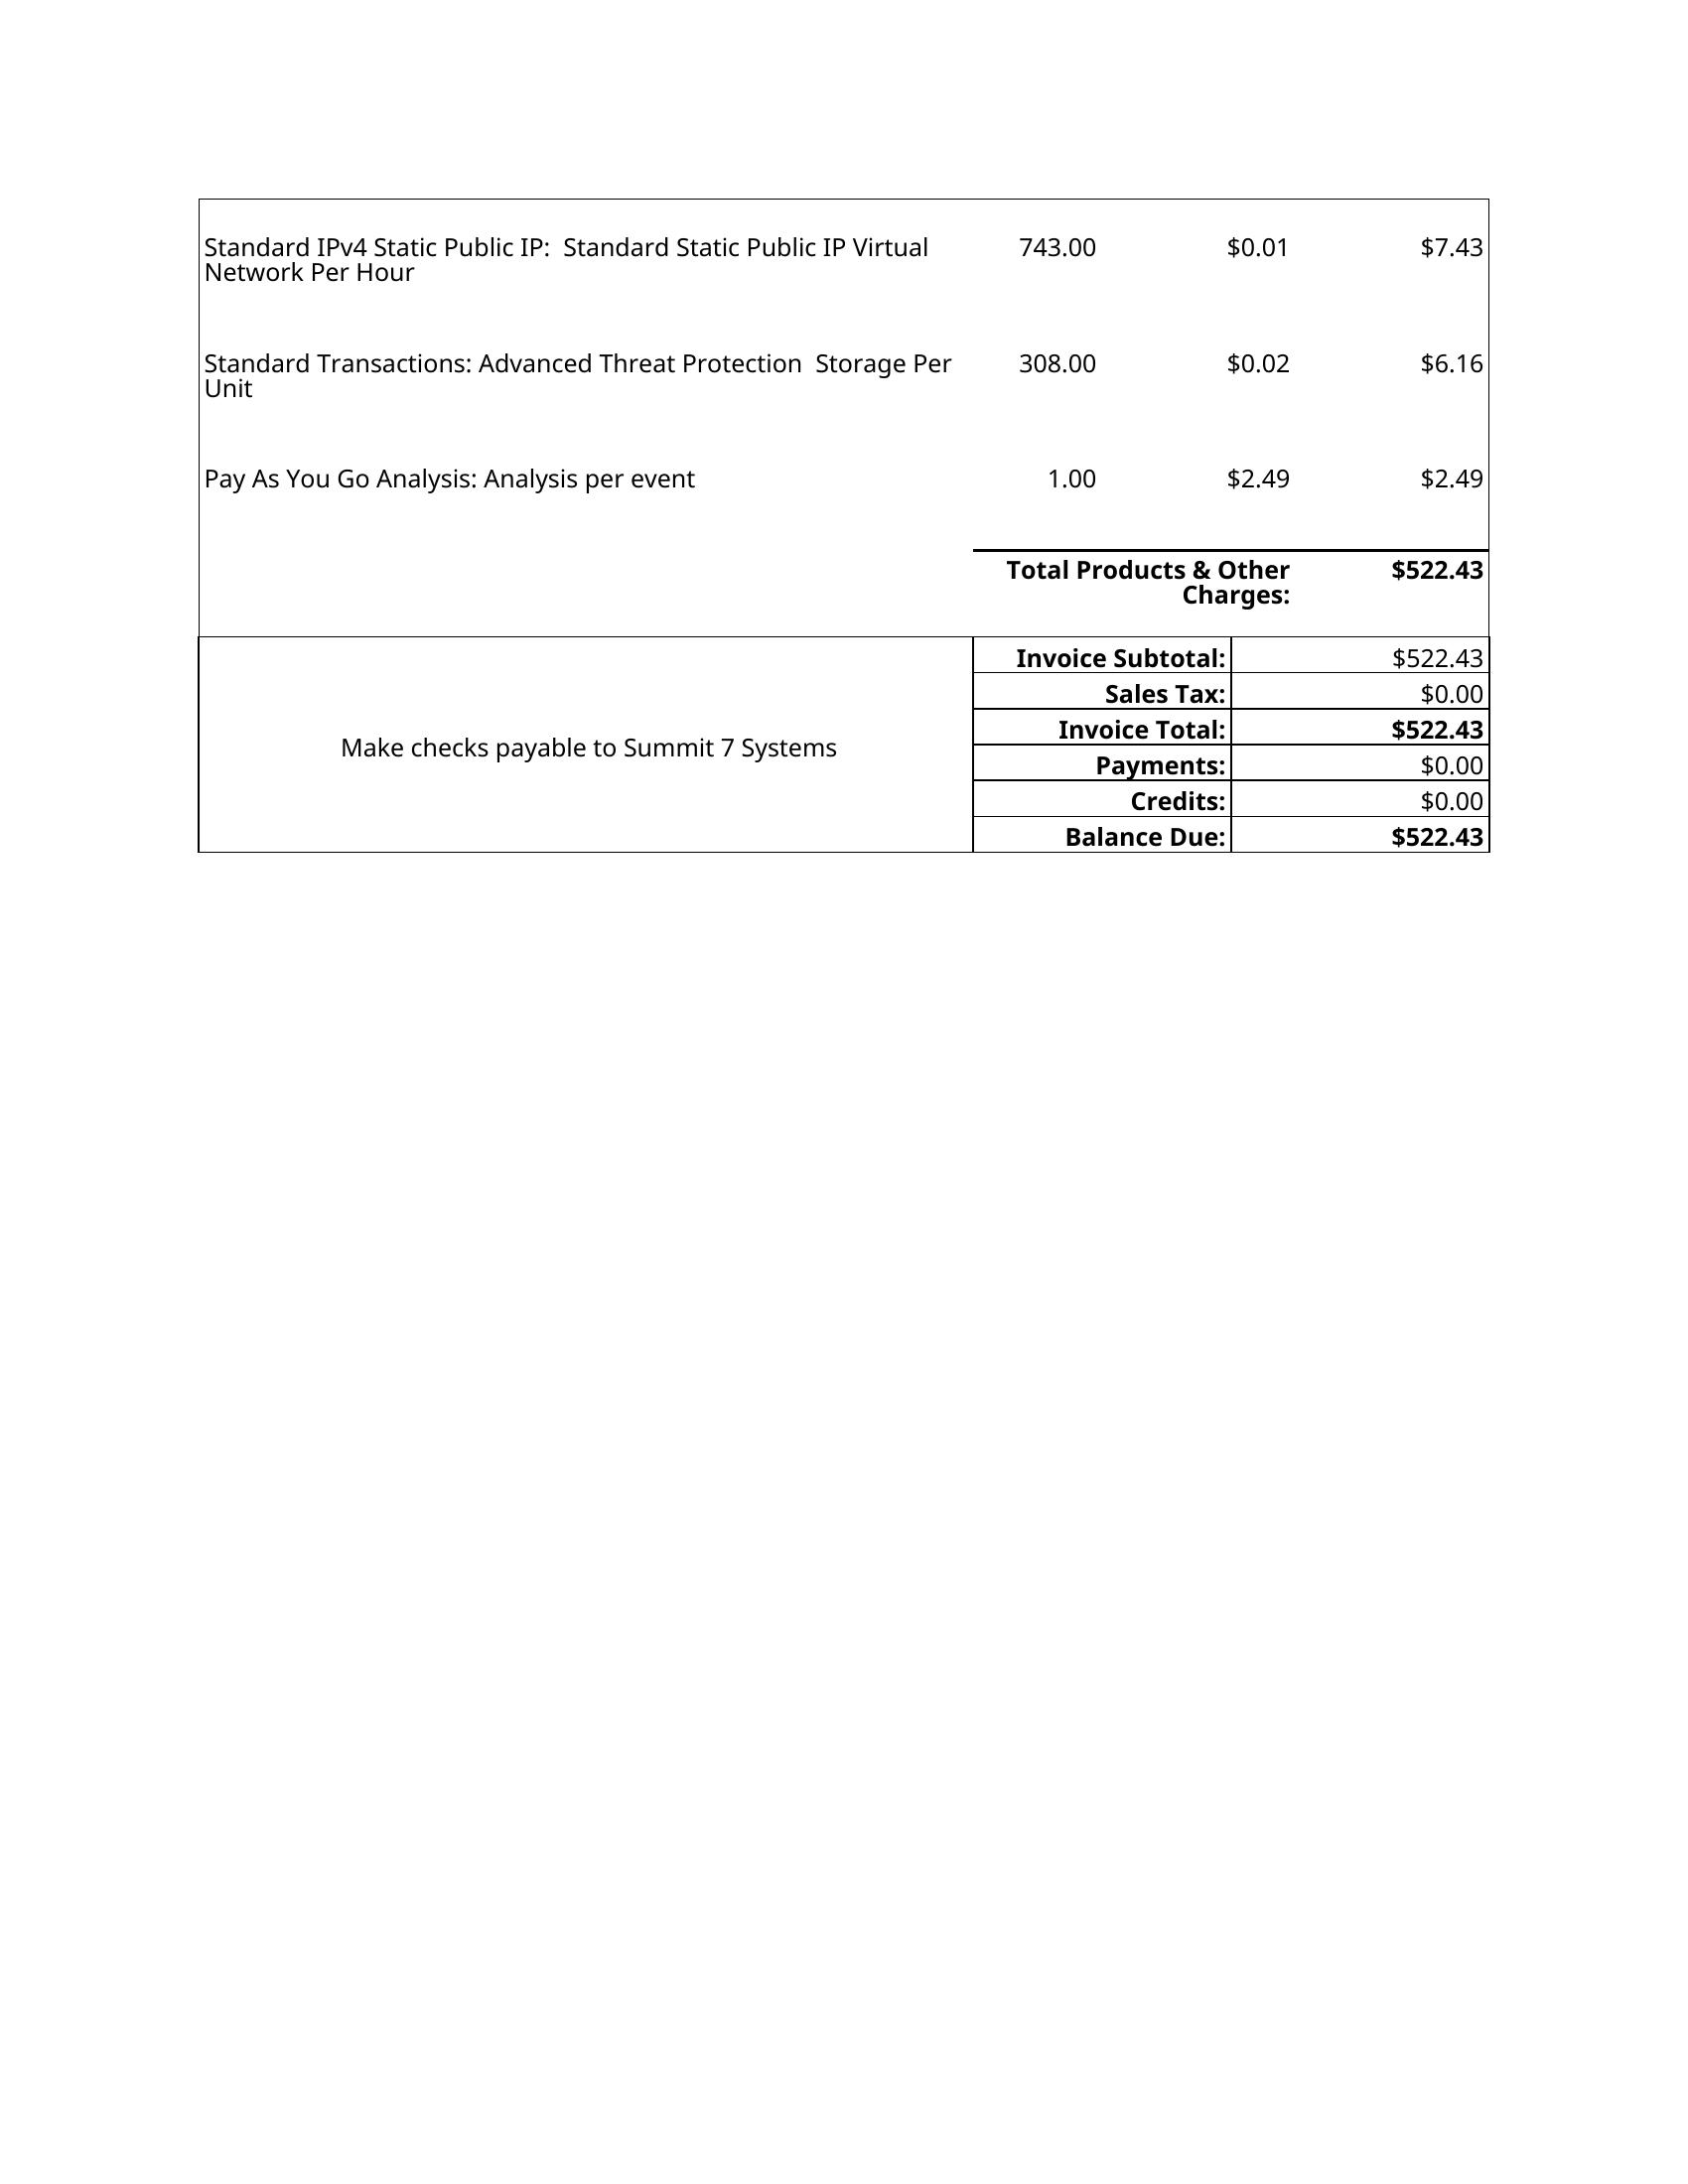 Standard IPv4 Static Public IP:  Standard Static Public IP Virtual 743.00 $0.01 $7.43
Network Per Hour
Standard Transactions: Advanced Threat Protection  Storage Per 308.00 $0.02 $6.16
Unit
Pay As You Go Analysis: Analysis per event 1.00 $2.49 $2.49
Total Products & Other $522.43
Charges:
Invoice Subtotal: $522.43
Sales Tax: $0.00
Invoice Total: $522.43
Make checks payable to Summit 7 Systems
Payments: $0.00
Credits: $0.00
Balance Due: $522.43